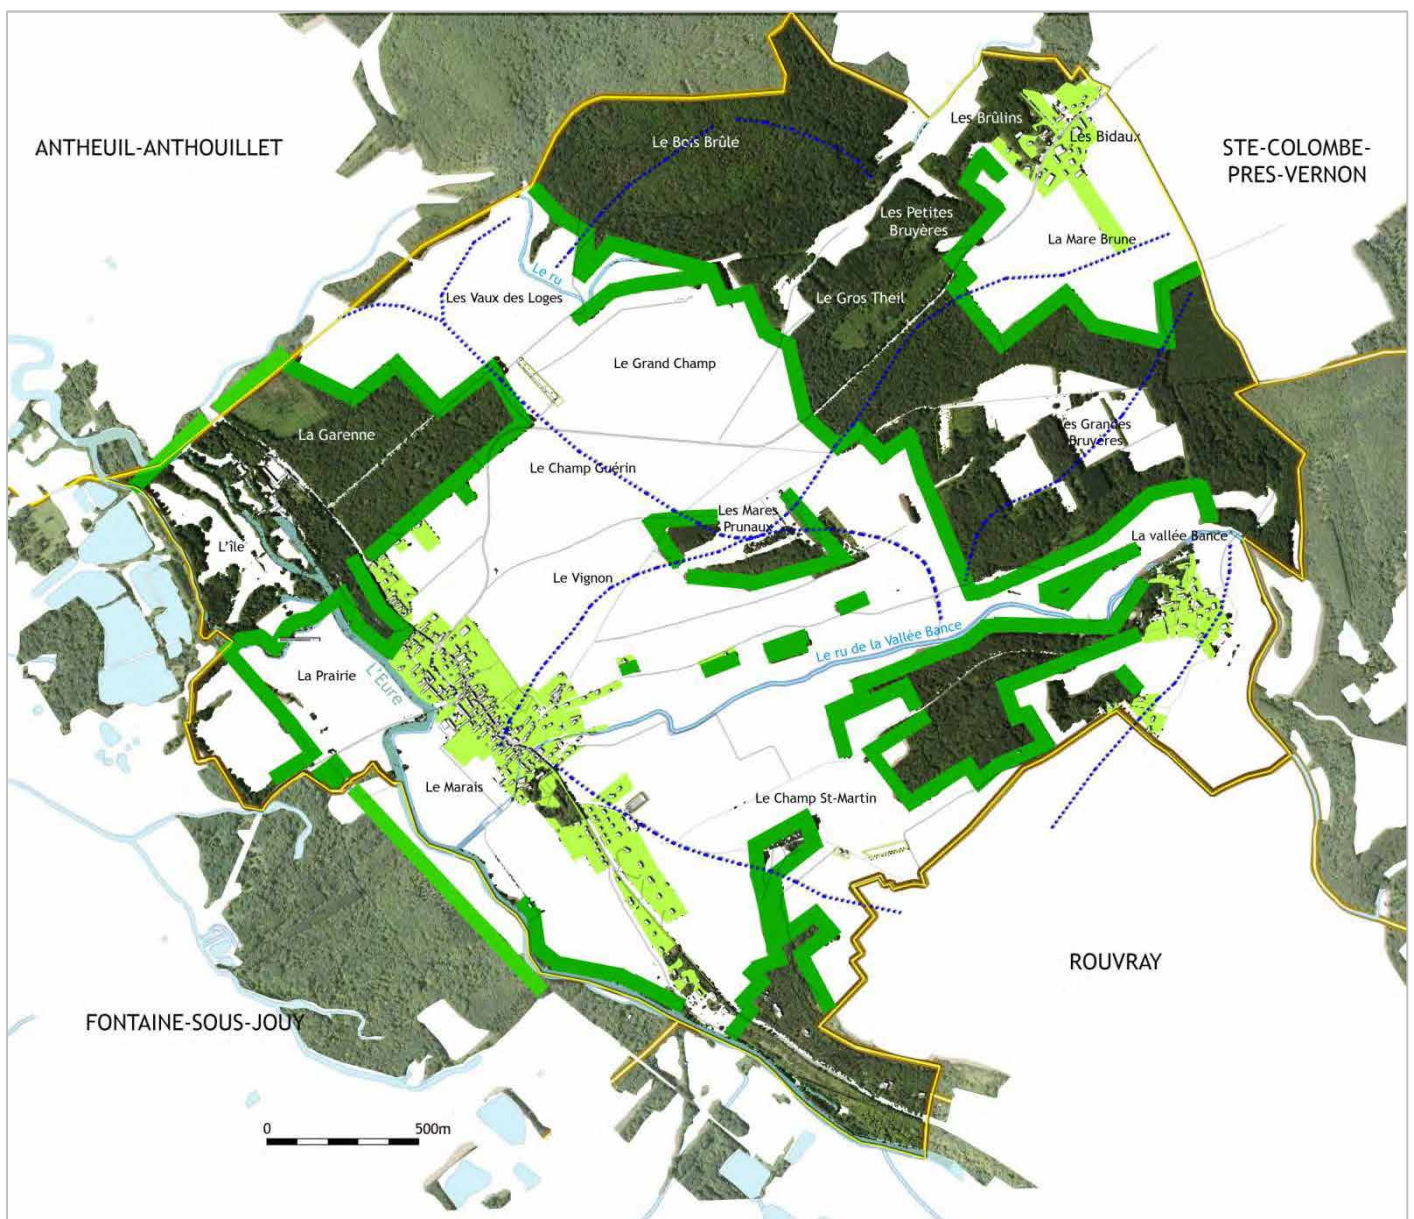 ANTHEUIL-ANTHOUILLET
Le Bois Brûlé
Les Brûlins
Les Bidaux
STE-COLOMBE-
PRES-VERNON
Les Petites
Bruyères
La Mare Brune
Le ru
Les Vaux des Loges
Le Gros Theil
Le Grand Champ
La Garenne
Les Grandes
Bruyères
Le Champ Guérin
Les Mares
Prunaux
L'île
La vallée Bance
Le Vignon
Le ru de la Vallée Bance
La Prairie
L'Eure
Le Marais
Le Champ St-Martin
ROUVRAY
FONTAINE-SOUS-JOUY
0 500m